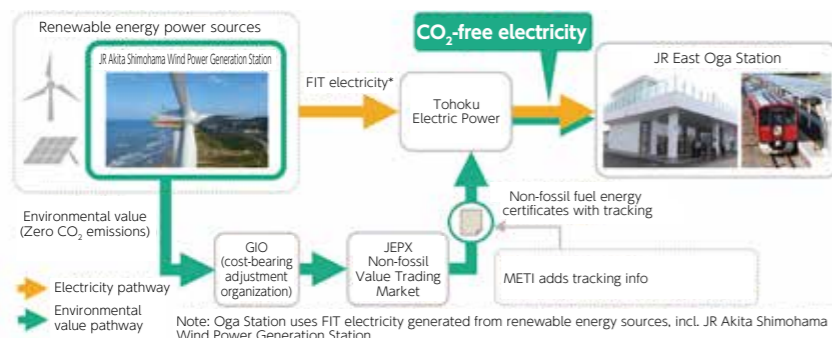 Renewable energy power sources
JR Akita Shimohama Wind Power Generation Station
FIT electricity*
Tohoku
Electric Power
CO₂-free electricity
JR East Oga Station
Environmental value
(Zero CO₂ emissions)
GIO
(cost-bearing
adjustment
organization)
JEPX
Non-fossil
Value Trading
Market
Non-fossil fuel energy
certificates with tracking
METI adds tracking info
Electricity pathway
Environmental
value pathway
Note: Oga Station uses FIT electricity generated from renewable energy sources, incl. JR Akita Shimohama
Wind Power Generation Station